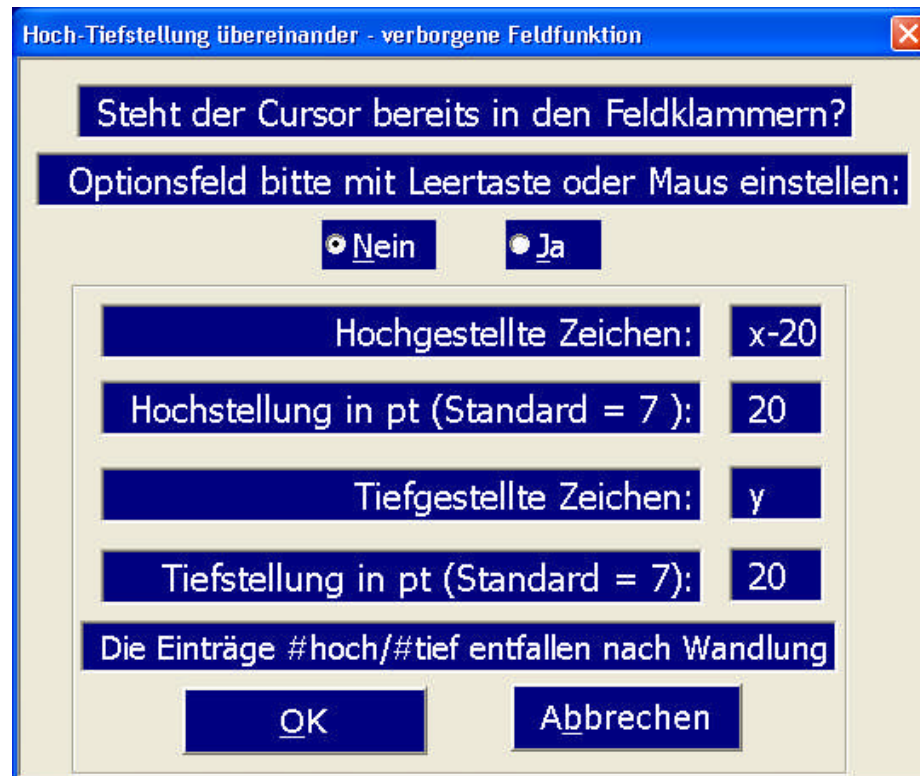 Hoch-Tiefstellung übereinander - verborgene Feldfunktion
Steht der Cursor bereits in den Feldklammern?
Optionsfeld bitte mit Leertaste oder Maus einstellen:
Nein Ja
Hochgestellte Zeichen: x-20
Hochstellung in pt (Standard = 7 ): 20
Tiefgestellte Zeichen: y
Tiefstellung in pt (Standard = 7): 20
Die Einträge #hoch/#tief entfallen nach Wandlung
OK Abbrechen